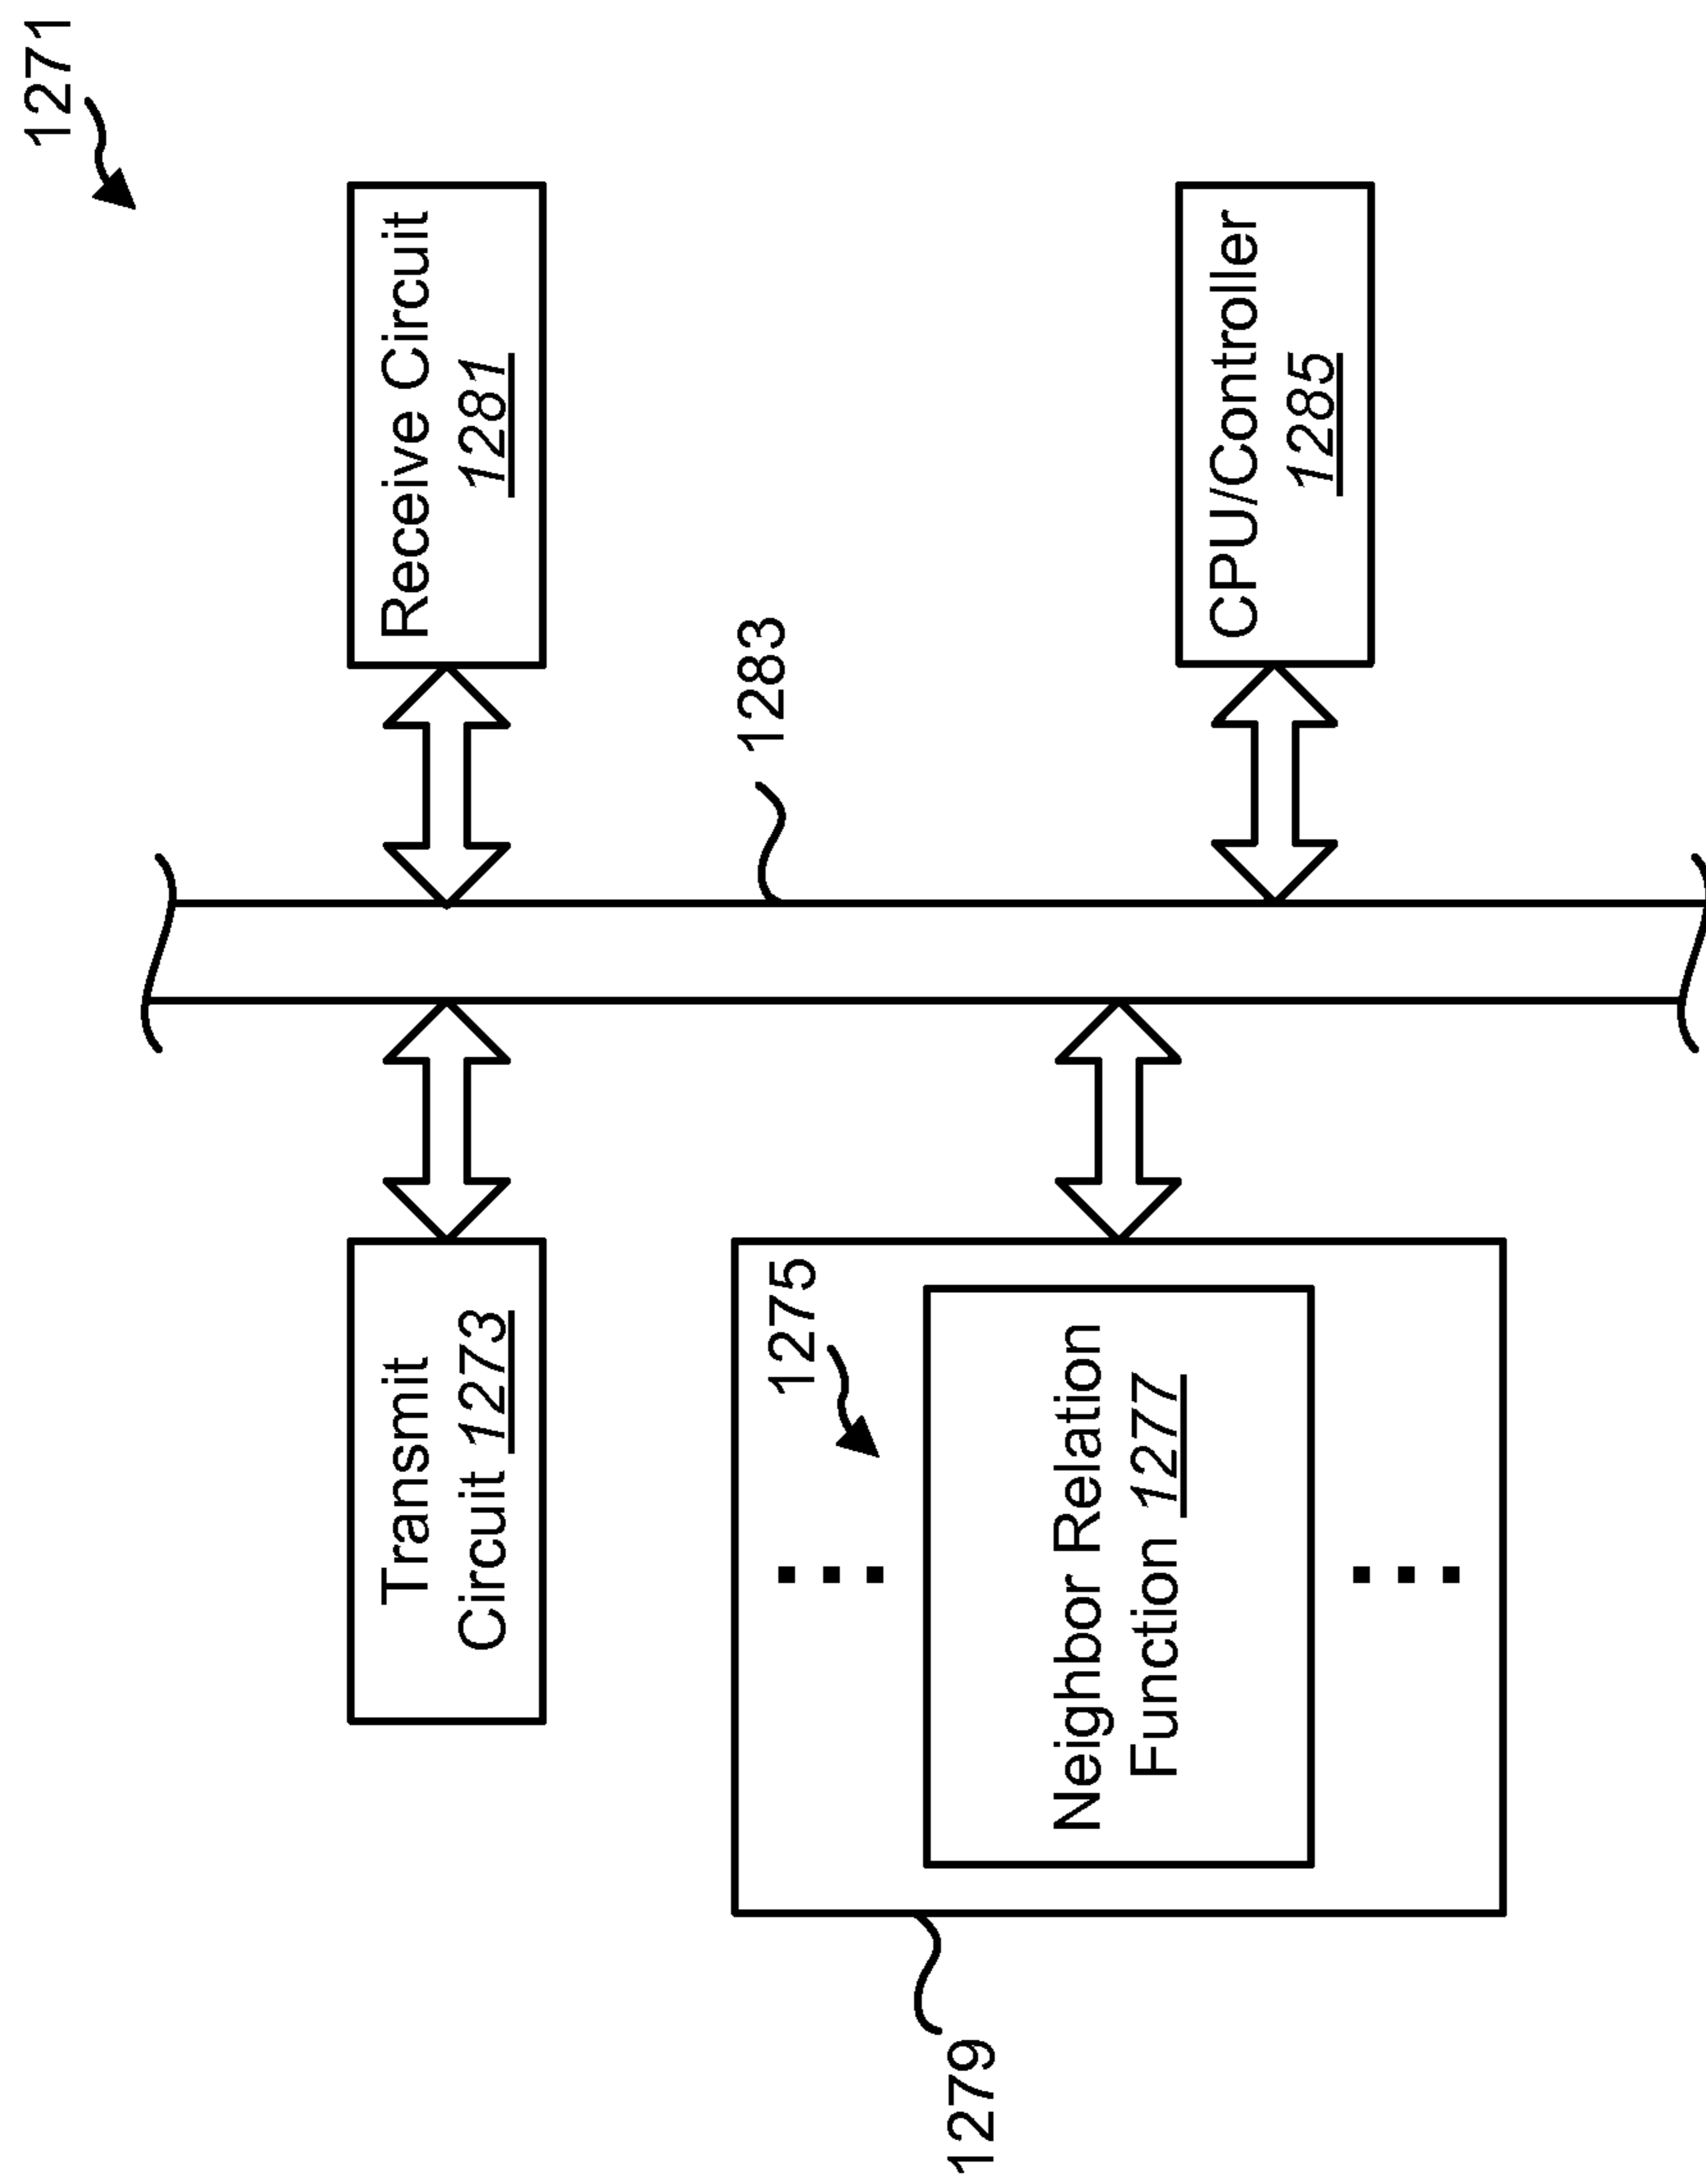 1271
Transmit
Circuit 1273
Receive Circuit
1281
1283
1275
Neighbor Relation
Function 1277
1279
CPU/Controller
1285